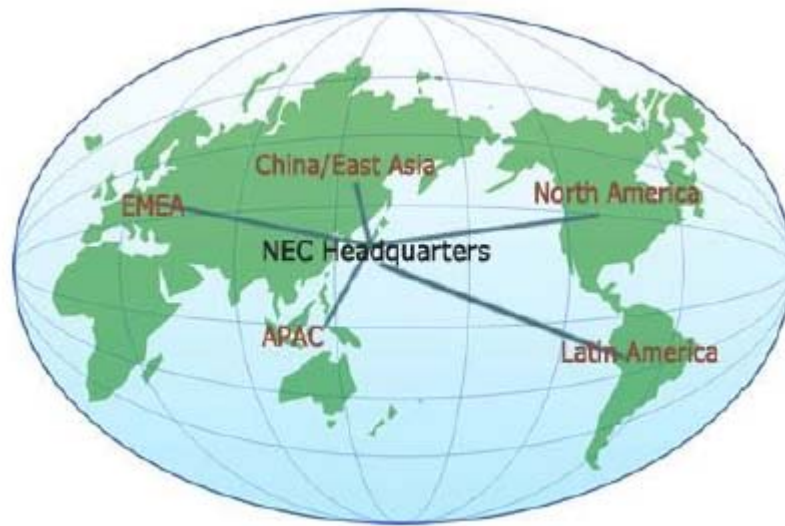 China/East Asia
North America
EMEA
NEC Headquarters
APAC
Latin America